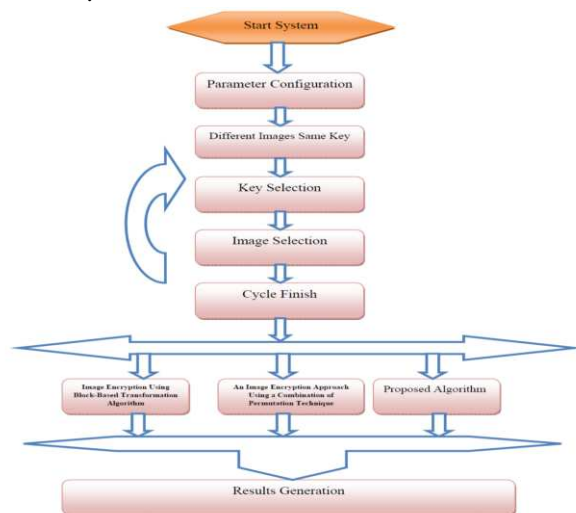 Start System
Parameter Configuration
Different Images Same Key
Key Selection
Image Selection
Cycle Finish
Image Encryption Using
Block-Based Transformation
Algorithm
An Image Encryption Approach
Using a Combination of
Permutation Technique
Proposed Algorithm
Results Generation